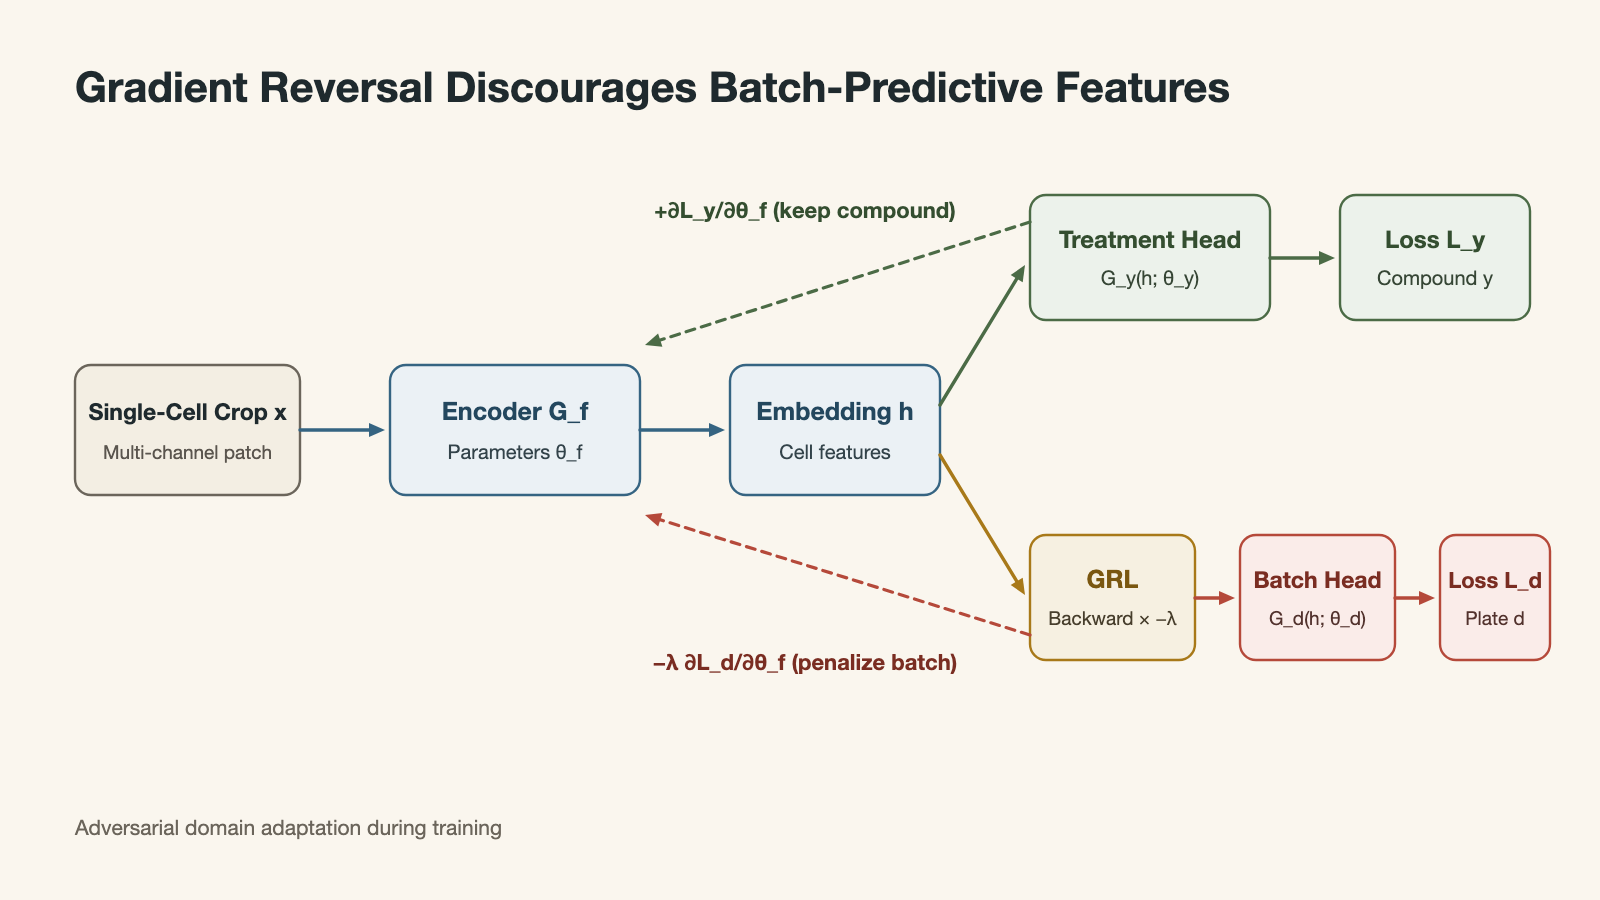 Gradient Reversal Discourages Batch-Predictive Features
+∂L_y/∂θ_f (keep compound)
Treatment Head
G_y(h; θ_y)
Loss L_y
Compound y
Single-Cell Crop x
Multi-channel patch
Encoder G_f
Parameters θ_f
Embedding h
Cell features
GRL
Backward × −λ
Batch Head
G_d(h; θ_d)
Loss L_d
Plate d
−λ ∂L_d/∂θ_f (penalize batch)
Adversarial domain adaptation during training